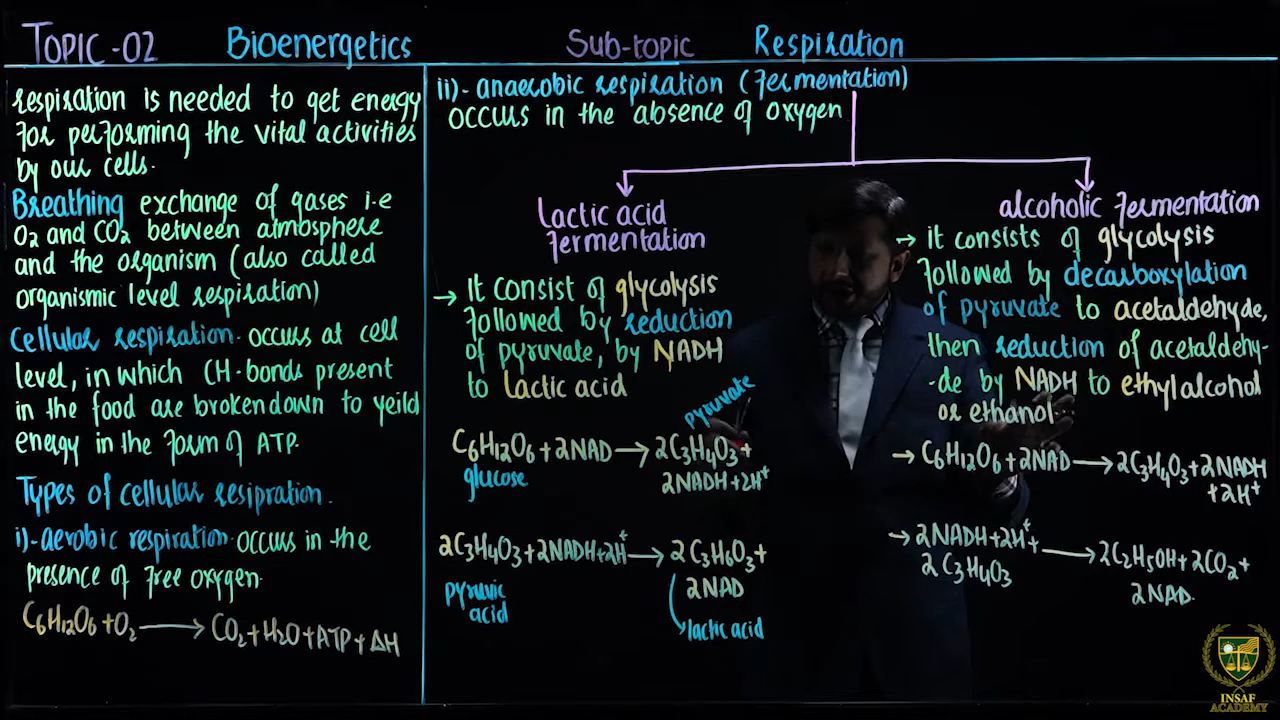 TOPIC-02 Bioenergetics Sub-topic Respiration
respiration is needed to get energy
for performing the vital activities
by our cells.
Breathing exchange of gases i.e
O2 and CO2 between atmosphere
and the organism (also called
organismic level respiration)
Cellular respiration. occurs at cell
level, in which CH-bonds present
in the food are broken down to yeild
energy in the form of ATP.
Types of cellular resipration.
i)-aerobic respiration. occurs in the
presence of free oxygen.
C6H12O6+O2 → CO2+H2O+ATP+ΔH
ii)-anaerobic respiration (fermentation)
occurs in the absence of oxygen
Lactic acid
fermentation
→ It consist of glycolysis
followed by reduction
of pyruvate, by NADH
to lactic acid
pyruvate
C6H12O6+2NAD → 2C3H4O3+
glucose
2NADH+2H+
2C3H4O3+2NADH+2H+ → 2C3H6O3+
2NAD
pyruvic
acid
lactic acid
alcoholic fermentation
→ It consists of glycolysis
followed by decarboxylation
of pyruvate to acetaldehyde,
then reduction of acetaldehy-
-de by NADH to ethylalcohol
or ethanol.
→ C6H12O6+2NAD → 2C3H4O3+2NADH
+2H+
→ 2NADH+2H+ + → 2C2H5OH+2CO2+
2C3H4O3
2NAD.
INSAF
ACADEMY